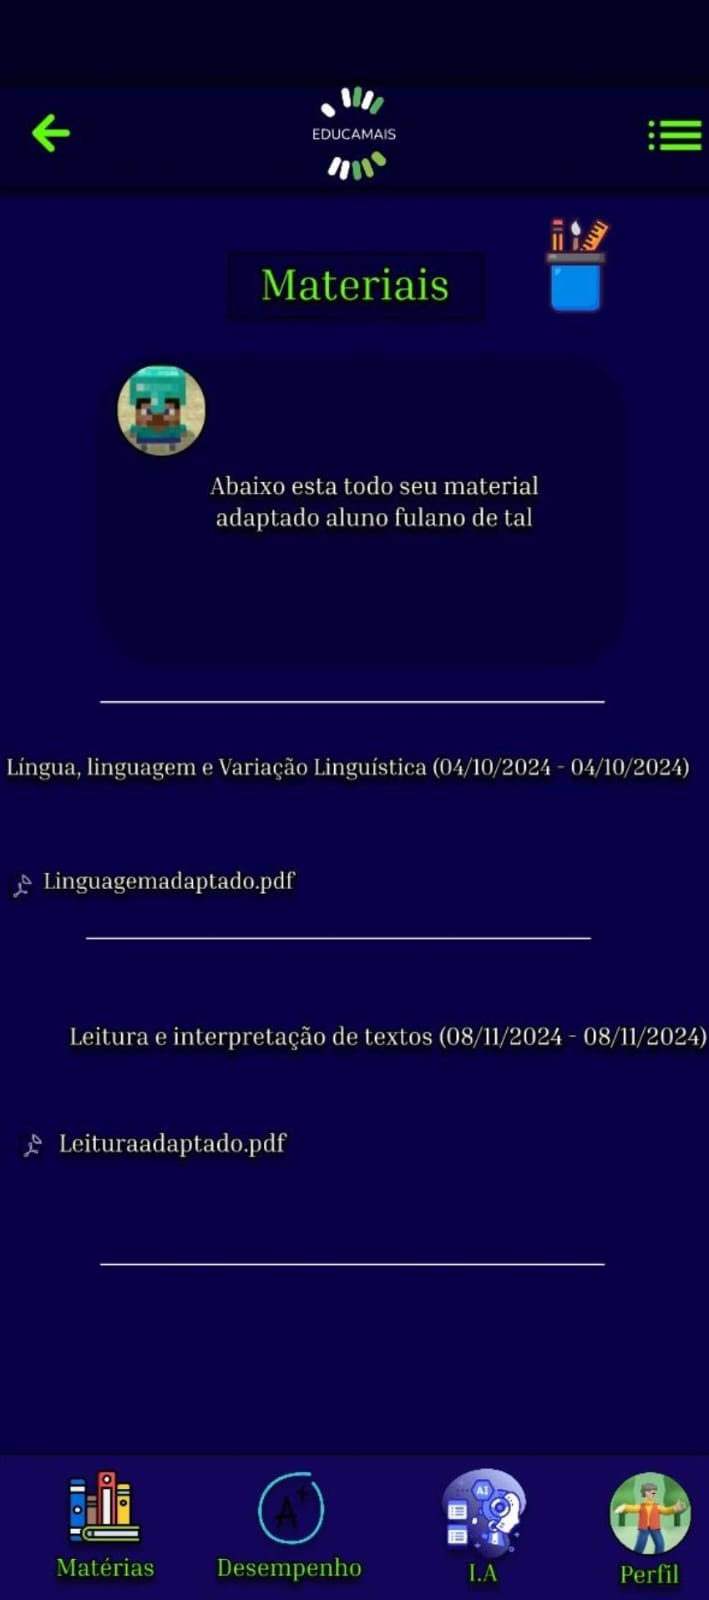 EDUCAMAIS
Materiais
Abaixo esta todo seu material
adaptado aluno fulano de tal
Língua, linguagem e Variação Linguística (04/10/2024 - 04/10/2024)
Linguagemadaptado.pdf
Leitura e interpretação de textos (08/11/2024 - 08/11/2024)
Leituraadaptado.pdf
A+
AI
Matérias
Desempenho
I.A
Perfil